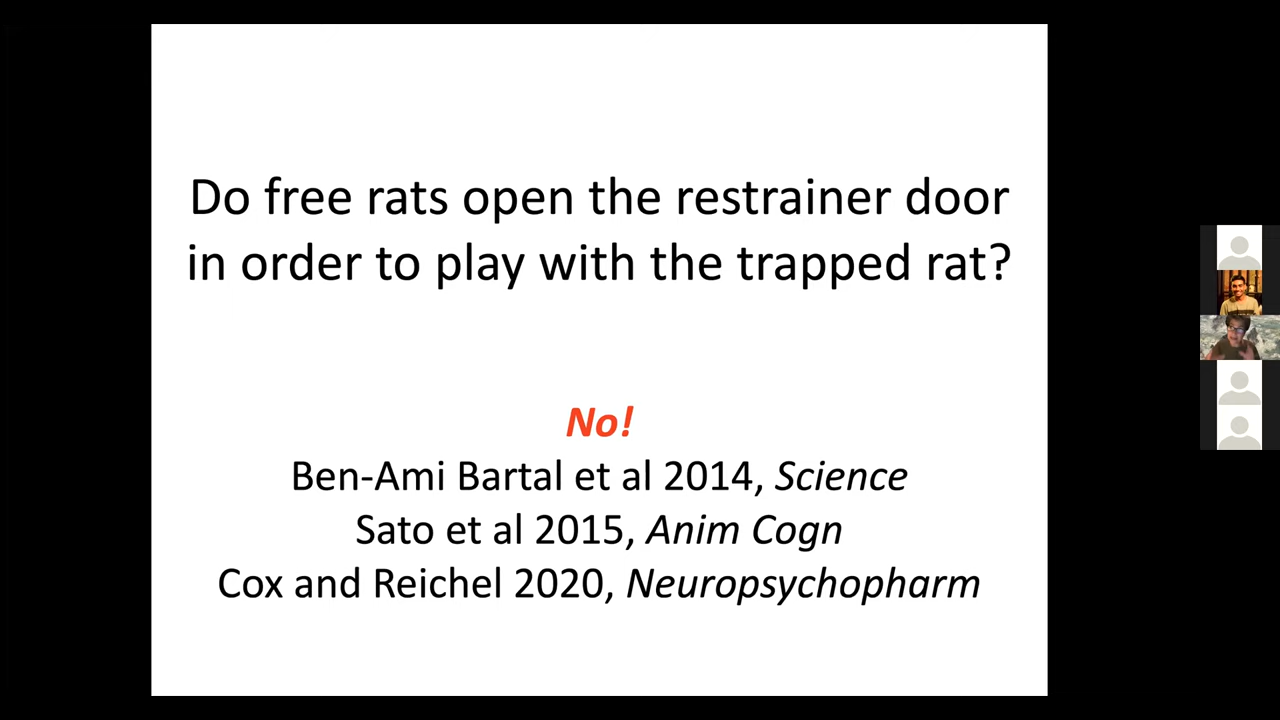 Do free rats open the restrainer door
in order to play with the trapped rat?
No!
Ben-Ami Bartal et al 2014, Science
Sato et al 2015, Anim Cogn
Cox and Reichel 2020, Neuropsychopharm